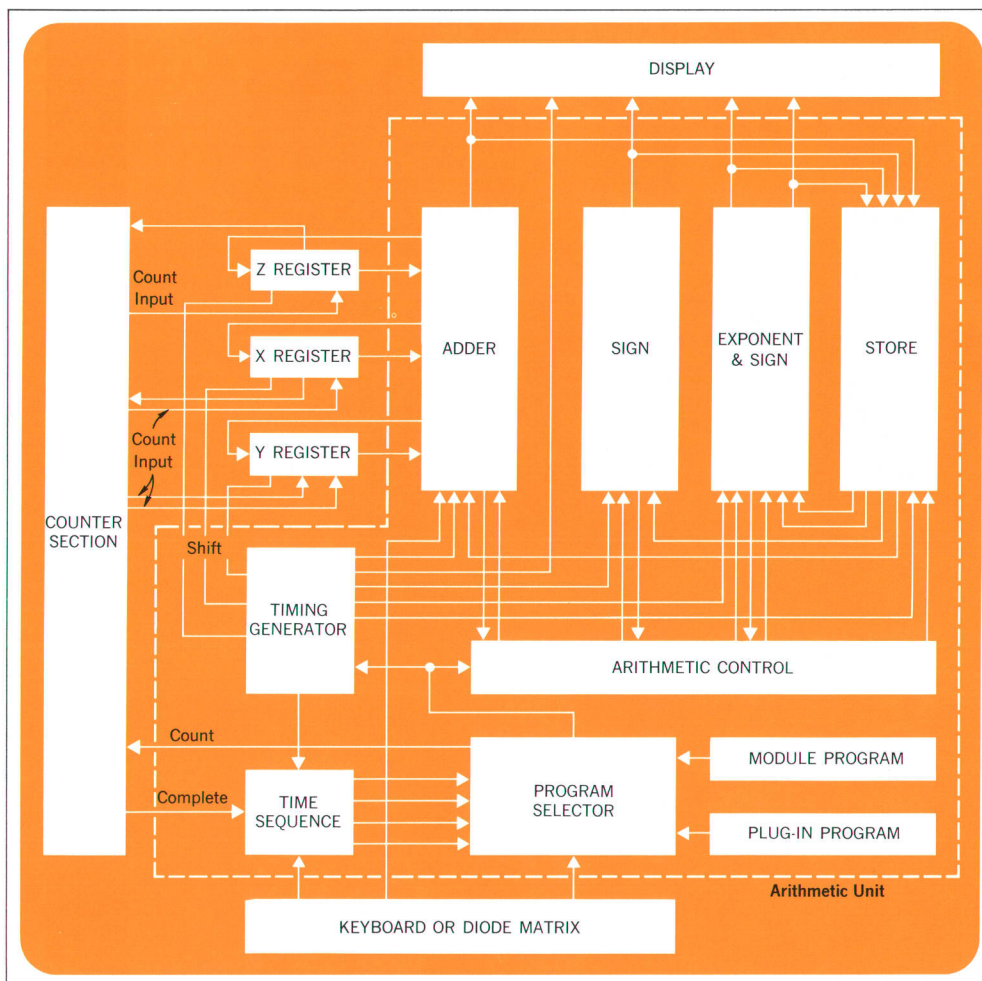 DISPLAY
Z REGISTER
Count
Input
X REGISTER
ADDER
SIGN
EXPONENT
& SIGN
STORE
Count
Input
Y REGISTER
COUNTER
SECTION
Shift
TIMING
GENERATOR
ARITHMETIC CONTROL
Count
MODULE PROGRAM
Complete
TIME
SEQUENCE
PROGRAM
SELECTOR
PLUG-IN PROGRAM
Arithmetic Unit
KEYBOARD OR DIODE MATRIX